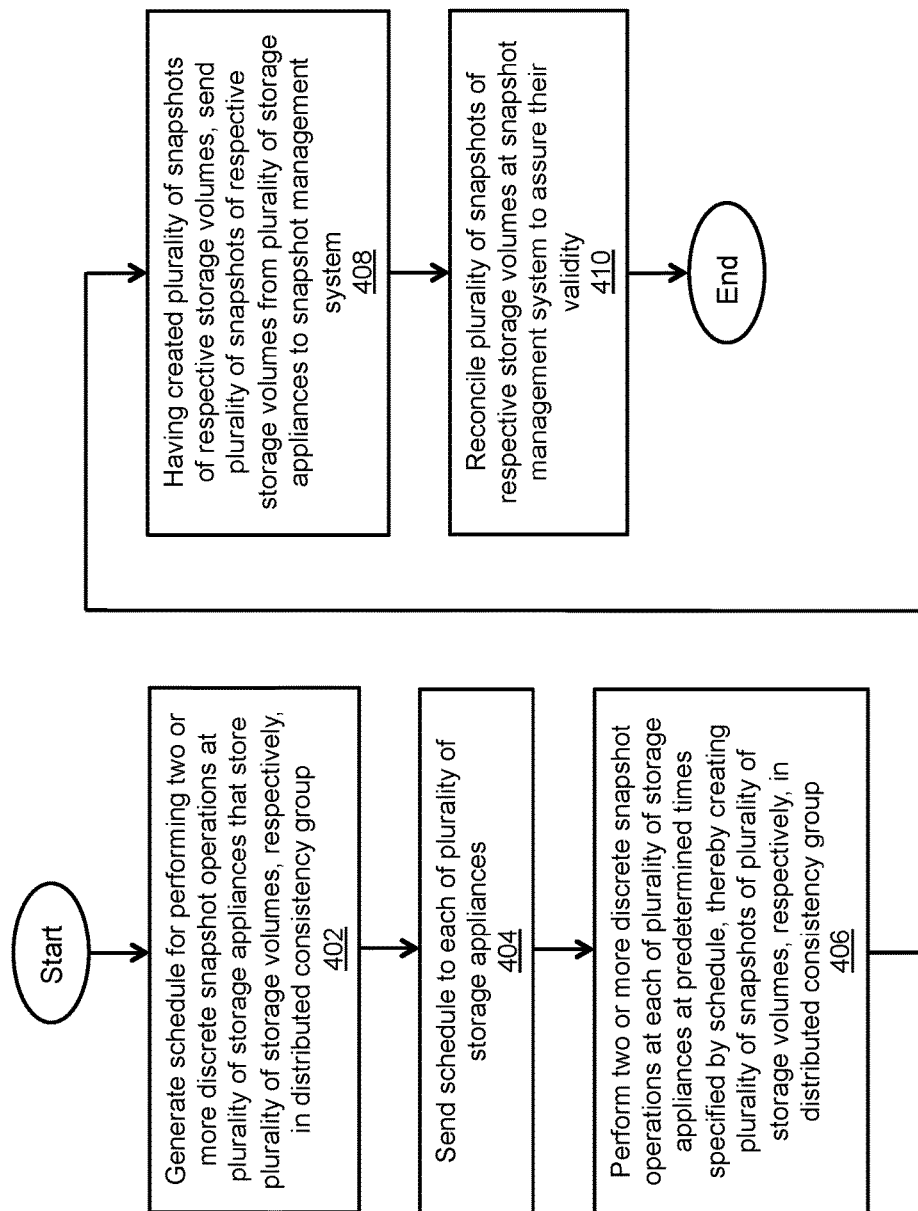 Start
Generate schedule for performing two or
more discrete snapshot operations at
plurality of storage appliances that store
plurality of storage volumes, respectively,
in distributed consistency group
402
Send schedule to each of plurality of
storage appliances
404
Perform two or more discrete snapshot
operations at each of plurality of storage
appliances at predetermined times
specified by schedule, thereby creating
plurality of snapshots of plurality of
storage volumes, respectively, in
distributed consistency group
406
Having created plurality of snapshots
of respective storage volumes, send
plurality of snapshots of respective
storage volumes from plurality of storage
appliances to snapshot management
system
408
Reconcile plurality of snapshots of
respective storage volumes at snapshot
management system to assure their
validity
410
End